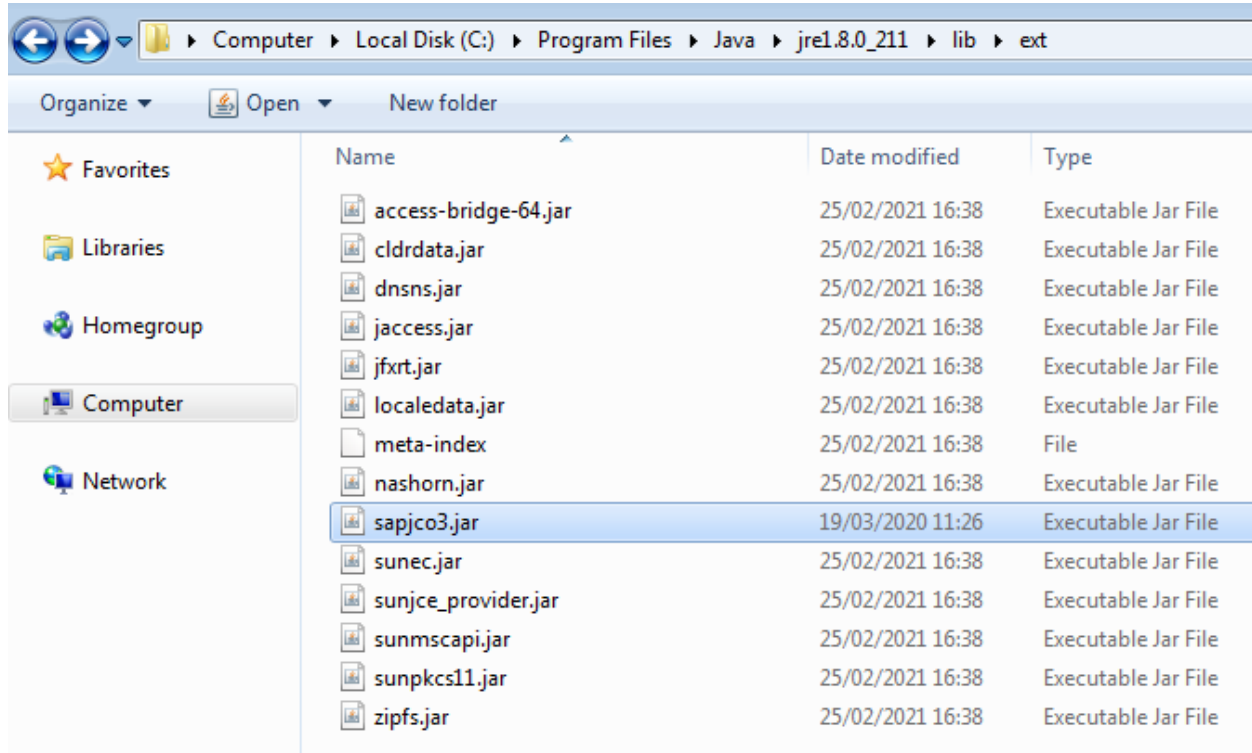 Computer Local Disk (C:) Program Files Java jre1.8.0_211 lib ext
Organize Open New folder
Favorites
Libraries
Homegroup
Computer
Network
Name Date modified Type
access-bridge-64.jar 25/02/2021 16:38 Executable Jar File
cldrdata.jar 25/02/2021 16:38 Executable Jar File
dnsns.jar 25/02/2021 16:38 Executable Jar File
jaccess.jar 25/02/2021 16:38 Executable Jar File
jfxrt.jar 25/02/2021 16:38 Executable Jar File
localedata.jar 25/02/2021 16:38 Executable Jar File
meta-index 25/02/2021 16:38 File
nashorn.jar 25/02/2021 16:38 Executable Jar File
sapjco3.jar 19/03/2020 11:26 Executable Jar File
sunec.jar 25/02/2021 16:38 Executable Jar File
sunjce_provider.jar 25/02/2021 16:38 Executable Jar File
sunmscapi.jar 25/02/2021 16:38 Executable Jar File
sunpkcs11.jar 25/02/2021 16:38 Executable Jar File
zipfs.jar 25/02/2021 16:38 Executable Jar File